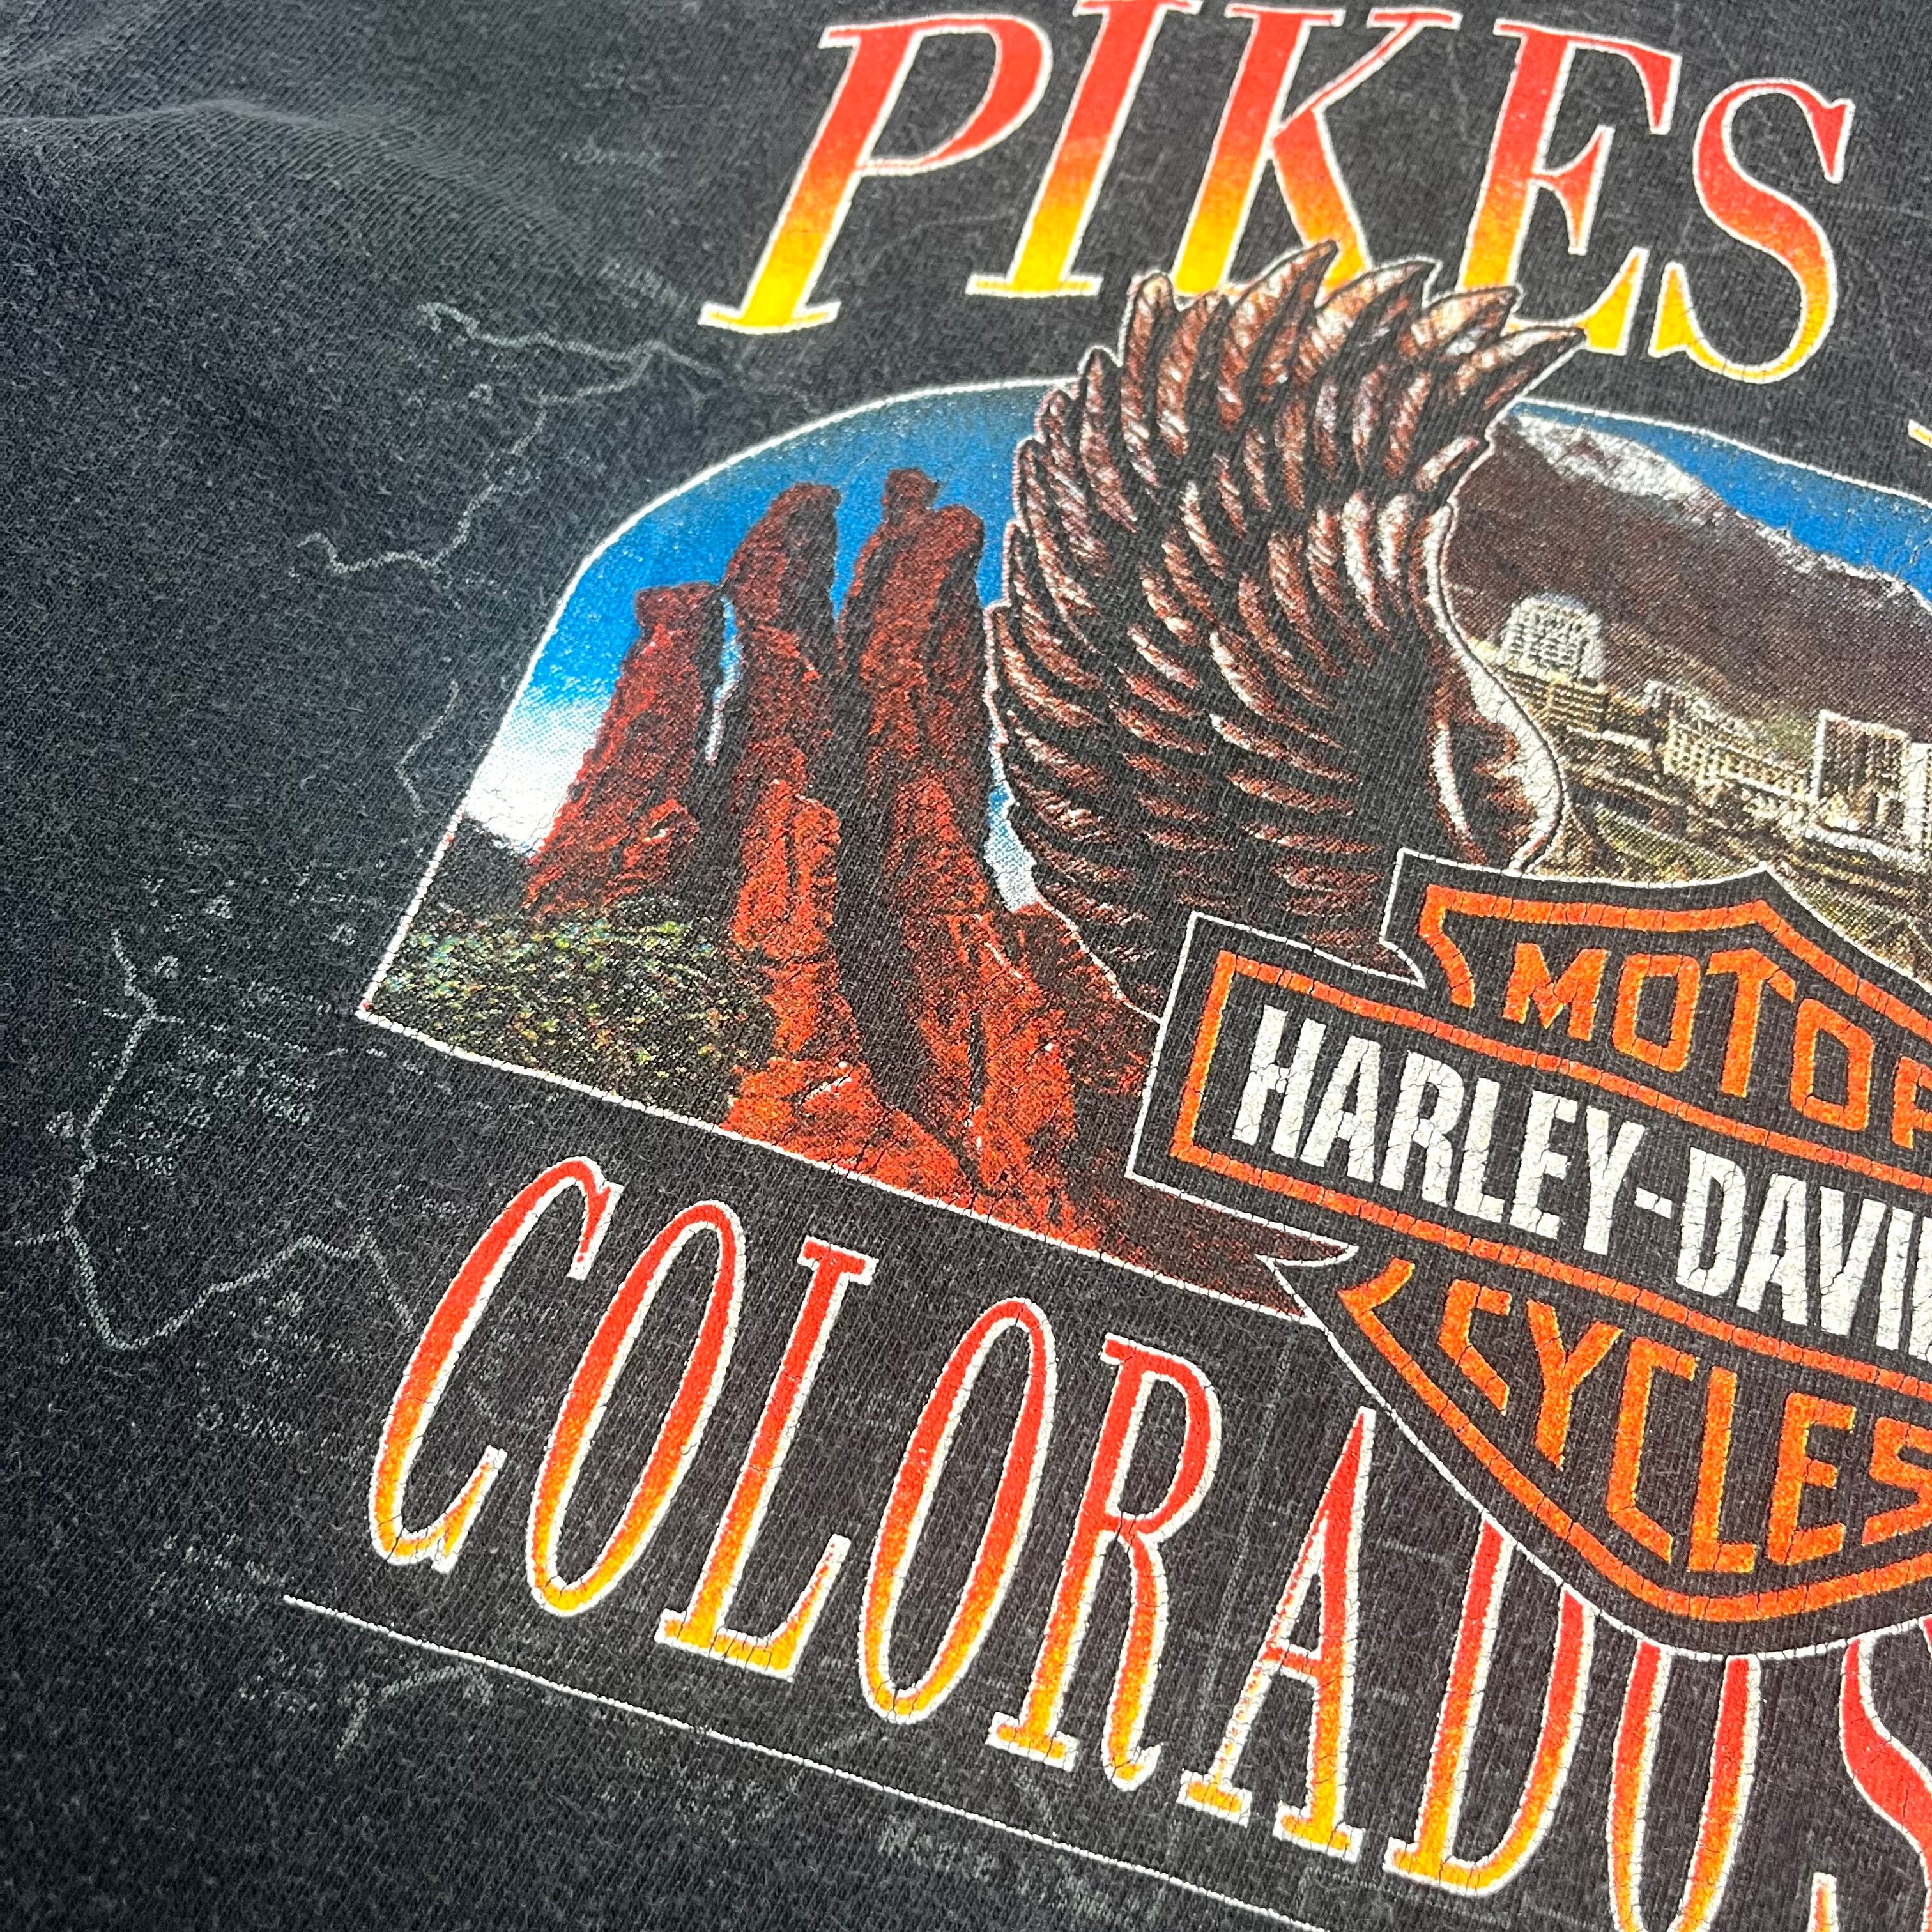 PIKES
MOTOR
HARLEY-DAVI
CYCLES
COLORADO S